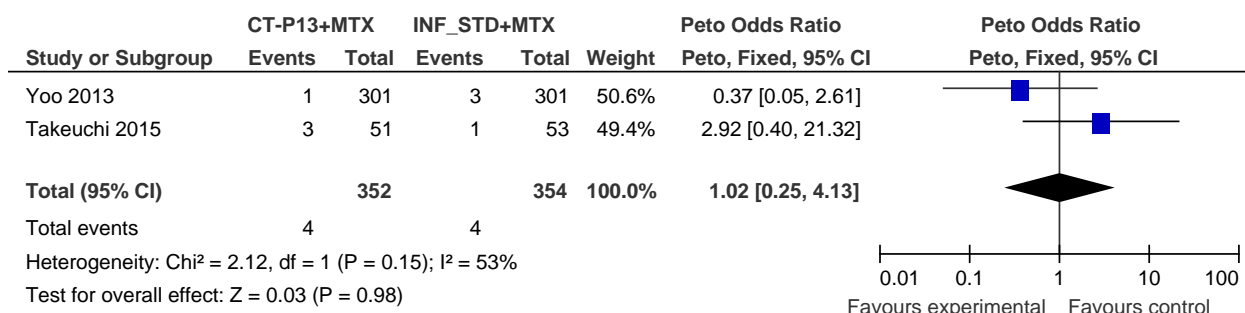 CT-P13+MTX INF_STD+MTX Peto Odds Ratio Peto Odds Ratio
Study or Subgroup Events Total Events Total Weight Peto, Fixed, 95% CI Peto, Fixed, 95% CI
Yoo 2013 1 301 3 301 50.6% 0.37 [0.05, 2.61]
Takeuchi 2015 3 51 1 53 49.4% 2.92 [0.40, 21.32]
Total (95% CI) 352 354 100.0% 1.02 [0.25, 4.13]
Total events 4 4
Heterogeneity: Chi² = 2.12, df = 1 (P = 0.15); I² = 53%
Test for overall effect: Z = 0.03 (P = 0.98)
0.01 0.1 1 10 100
Favours experimental Favours control